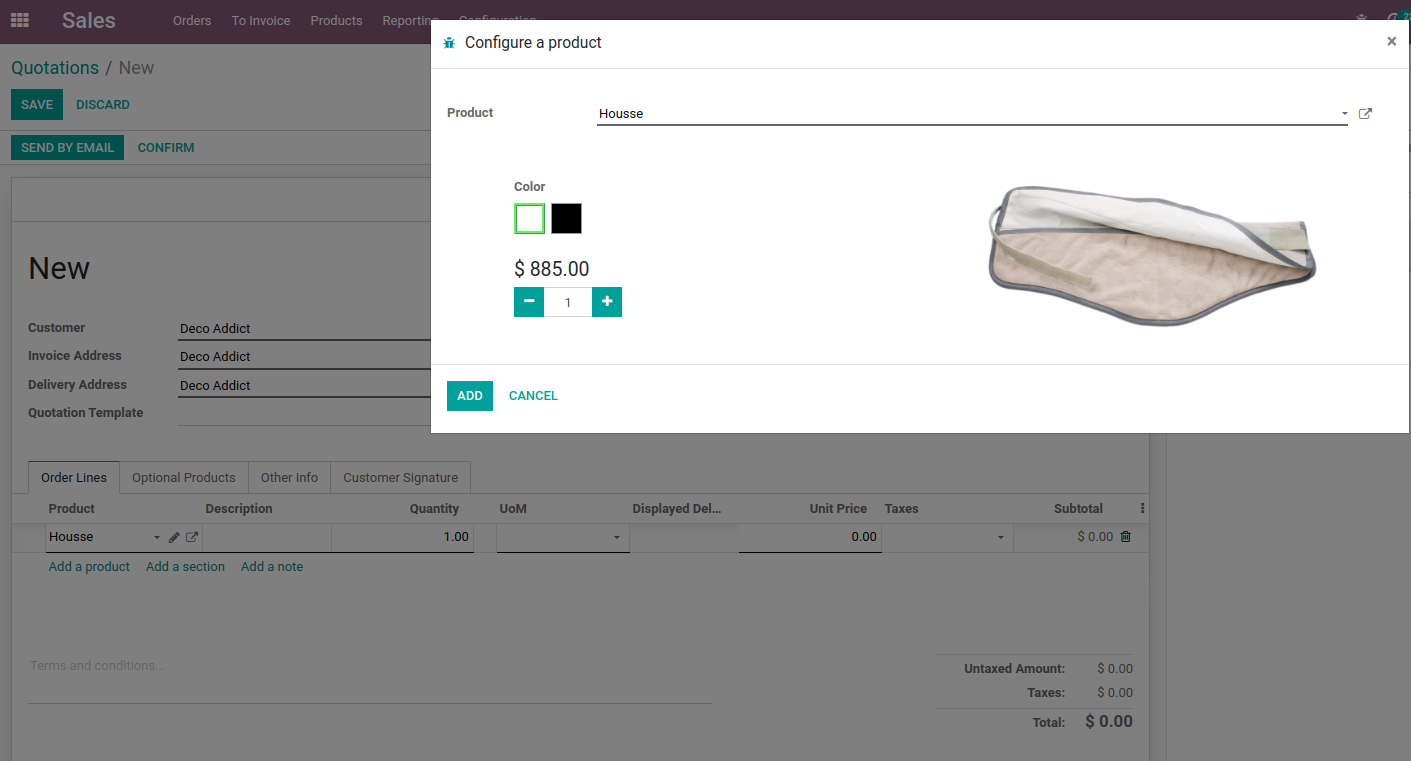 Sales Orders To Invoice Products Reporting Configuration
Quotations / New
SAVE DISCARD
SEND BY EMAIL CONFIRM
Configure a product ×
Product Housse
Color
$ 885.00
− 1 +
ADD CANCEL
New
Customer Deco Addict
Invoice Address Deco Addict
Delivery Address Deco Addict
Quotation Template
Order Lines Optional Products Other Info Customer Signature
Product Description Quantity UoM Displayed Del... Unit Price Taxes Subtotal
Housse 1.00 0.00 $ 0.00
Add a product Add a section Add a note
Terms and conditions...
Untaxed Amount: $ 0.00
Taxes: $ 0.00
Total: $ 0.00